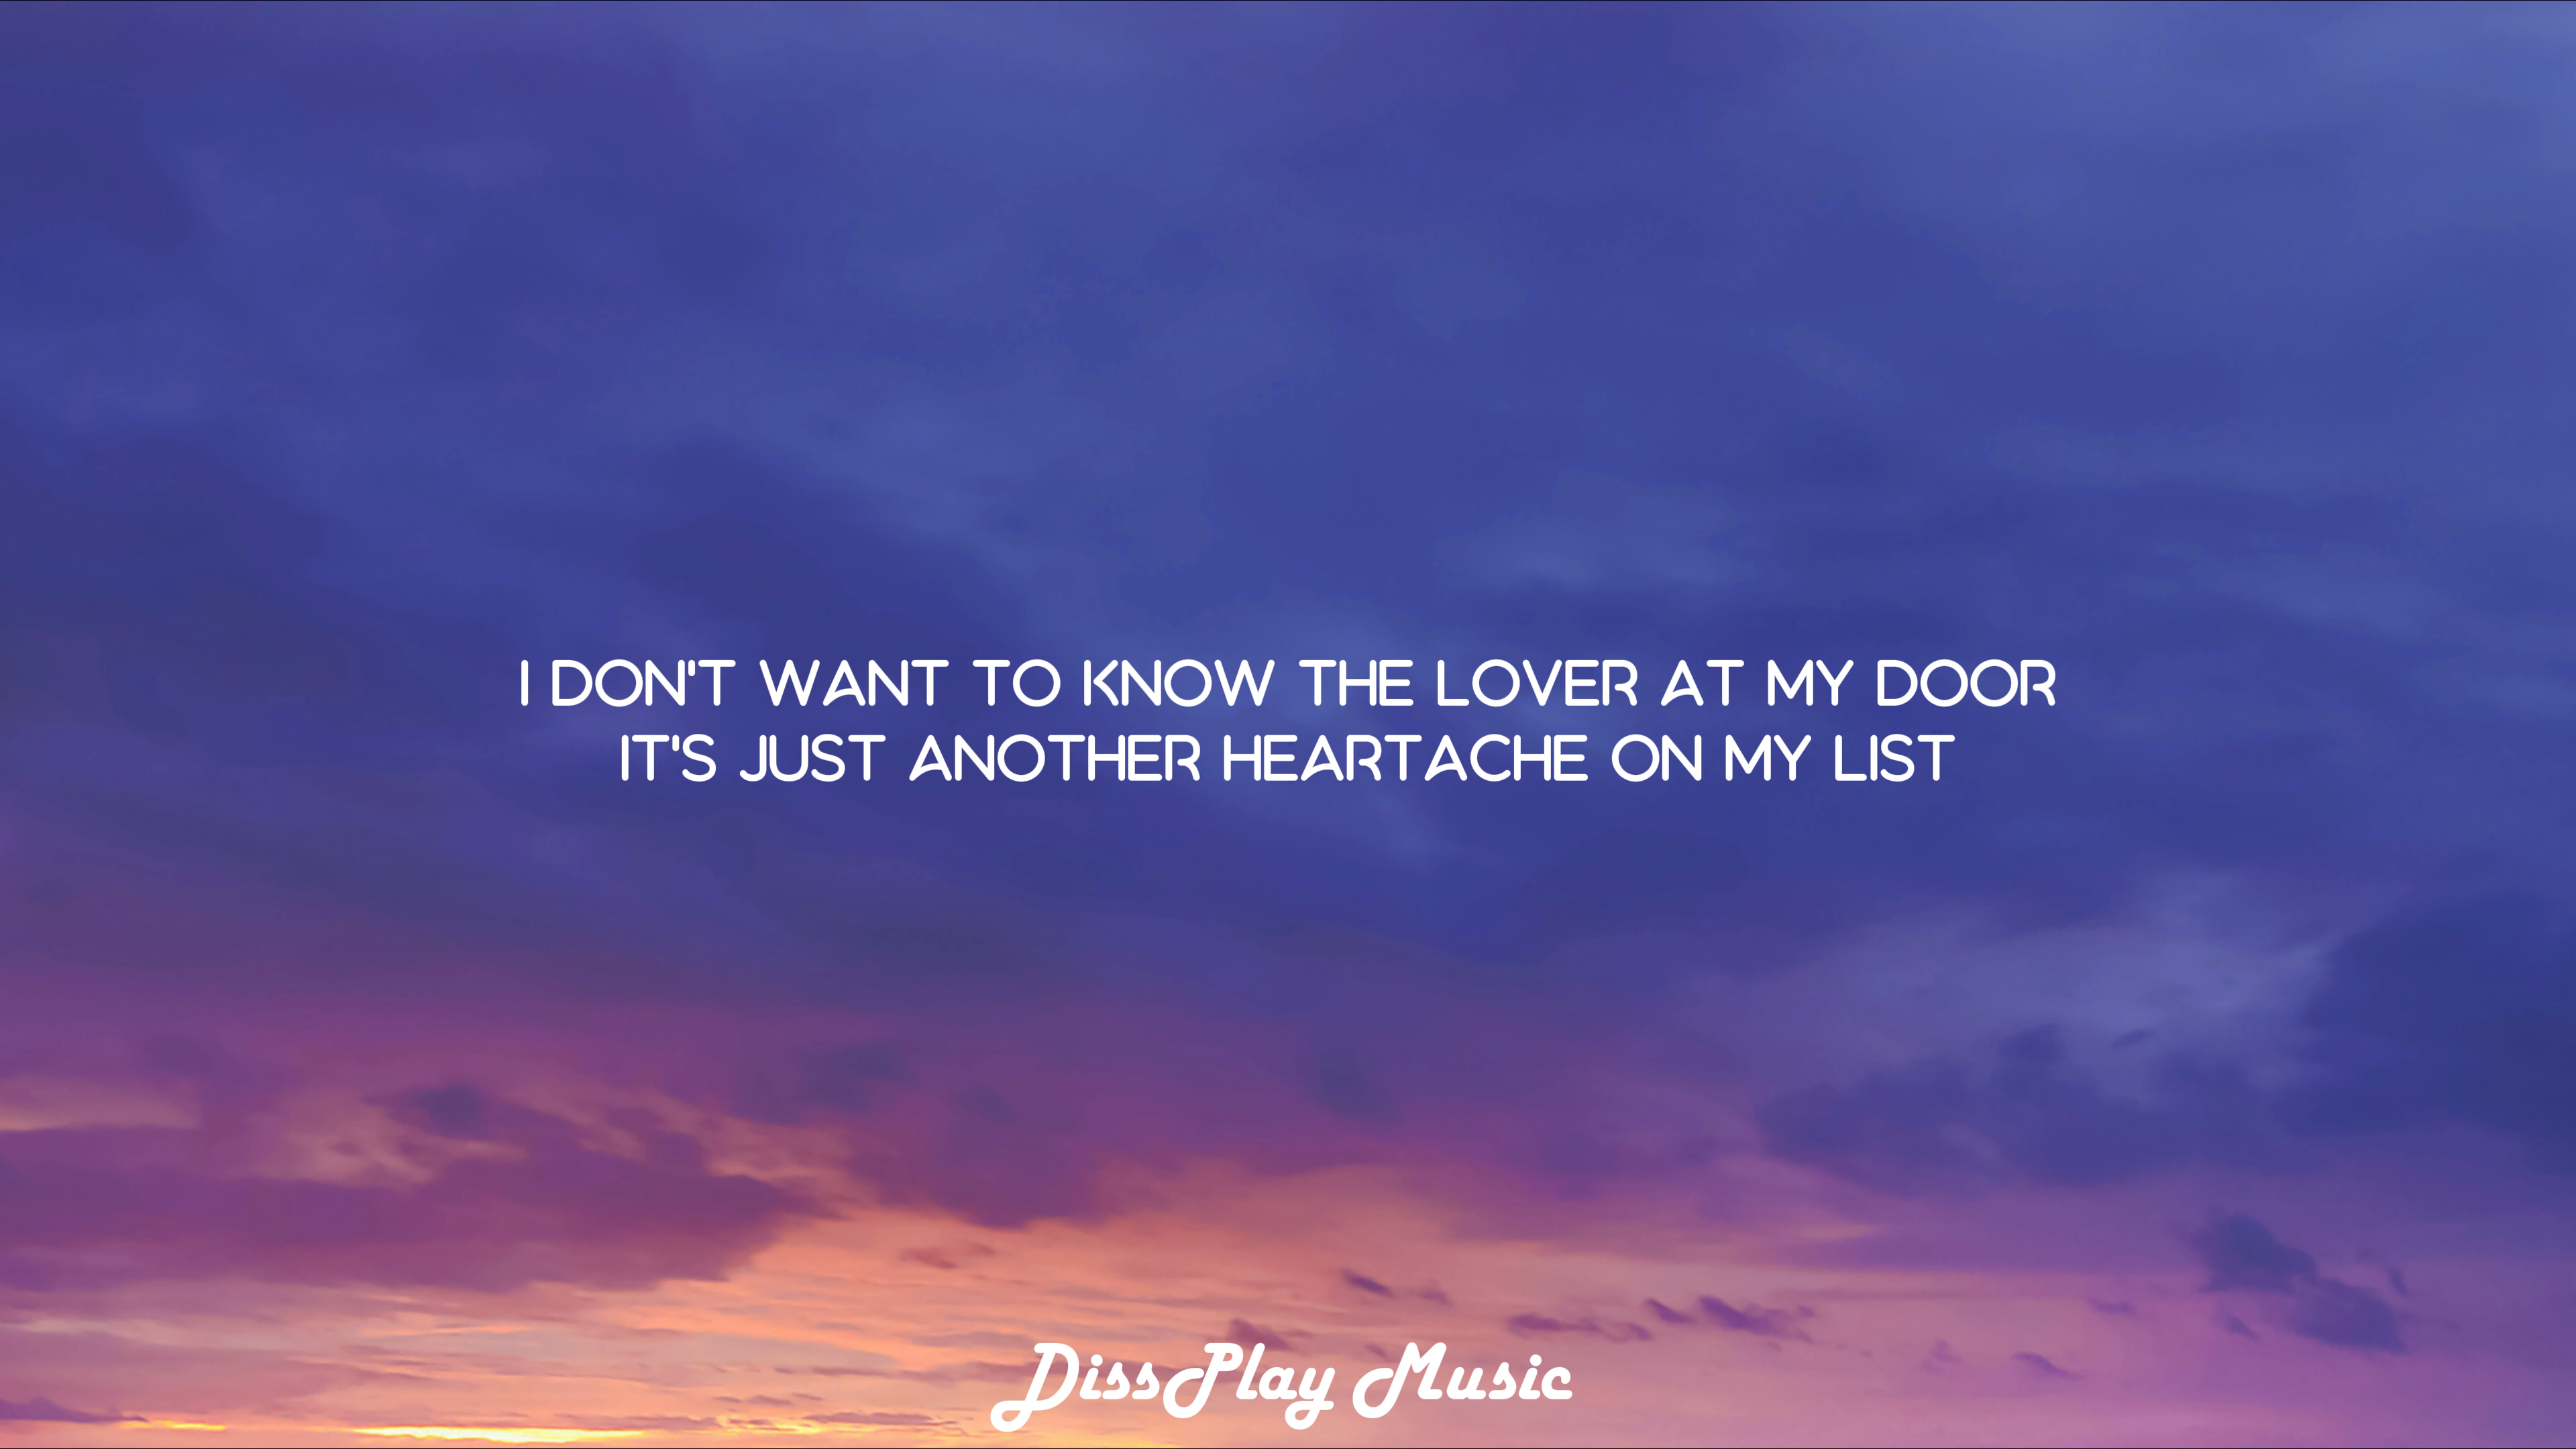 I DON'T WANT TO KNOW THE LOVER AT MY DOOR
IT'S JUST ANOTHER HEARTACHE ON MY LIST
DissPlay Music